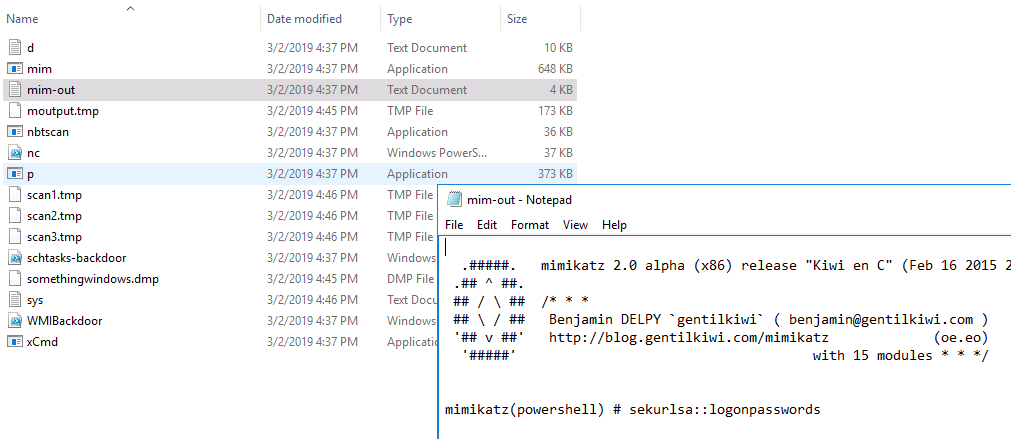 Name Date modified Type Size
d 3/2/2019 4:37 PM Text Document 10 KB
mim 3/2/2019 4:37 PM Application 648 KB
mim-out 3/2/2019 4:37 PM Text Document 4 KB
moutput.tmp 3/2/2019 4:45 PM TMP File 173 KB
nbtscan 3/2/2019 4:37 PM Application 36 KB
nc 3/2/2019 4:37 PM Windows PowerS... 37 KB
p 3/2/2019 4:37 PM Application 373 KB
scan1.tmp 3/2/2019 4:46 PM TMP File
scan2.tmp 3/2/2019 4:46 PM TMP File
scan3.tmp 3/2/2019 4:46 PM TMP File
schtasks-backdoor 3/2/2019 4:37 PM Windows
somethingwindows.dmp 3/2/2019 4:45 PM DMP File
sys 3/2/2019 4:46 PM Text Docu
WMIBackdoor 3/2/2019 4:37 PM Windows
xCmd 3/2/2019 4:37 PM Applicatio
mim-out - Notepad
File Edit Format View Help
.#####. mimikatz 2.0 alpha (x86) release "Kiwi en C" (Feb 16 2015 2
.## ^ ##.
## / \ ## /* * *
## \ / ## Benjamin DELPY `gentilkiwi` ( benjamin@gentilkiwi.com )
'## v ##' http://blog.gentilkiwi.com/mimikatz (oe.eo)
'#####' with 15 modules * * */
mimikatz(powershell) # sekurlsa::logonpasswords